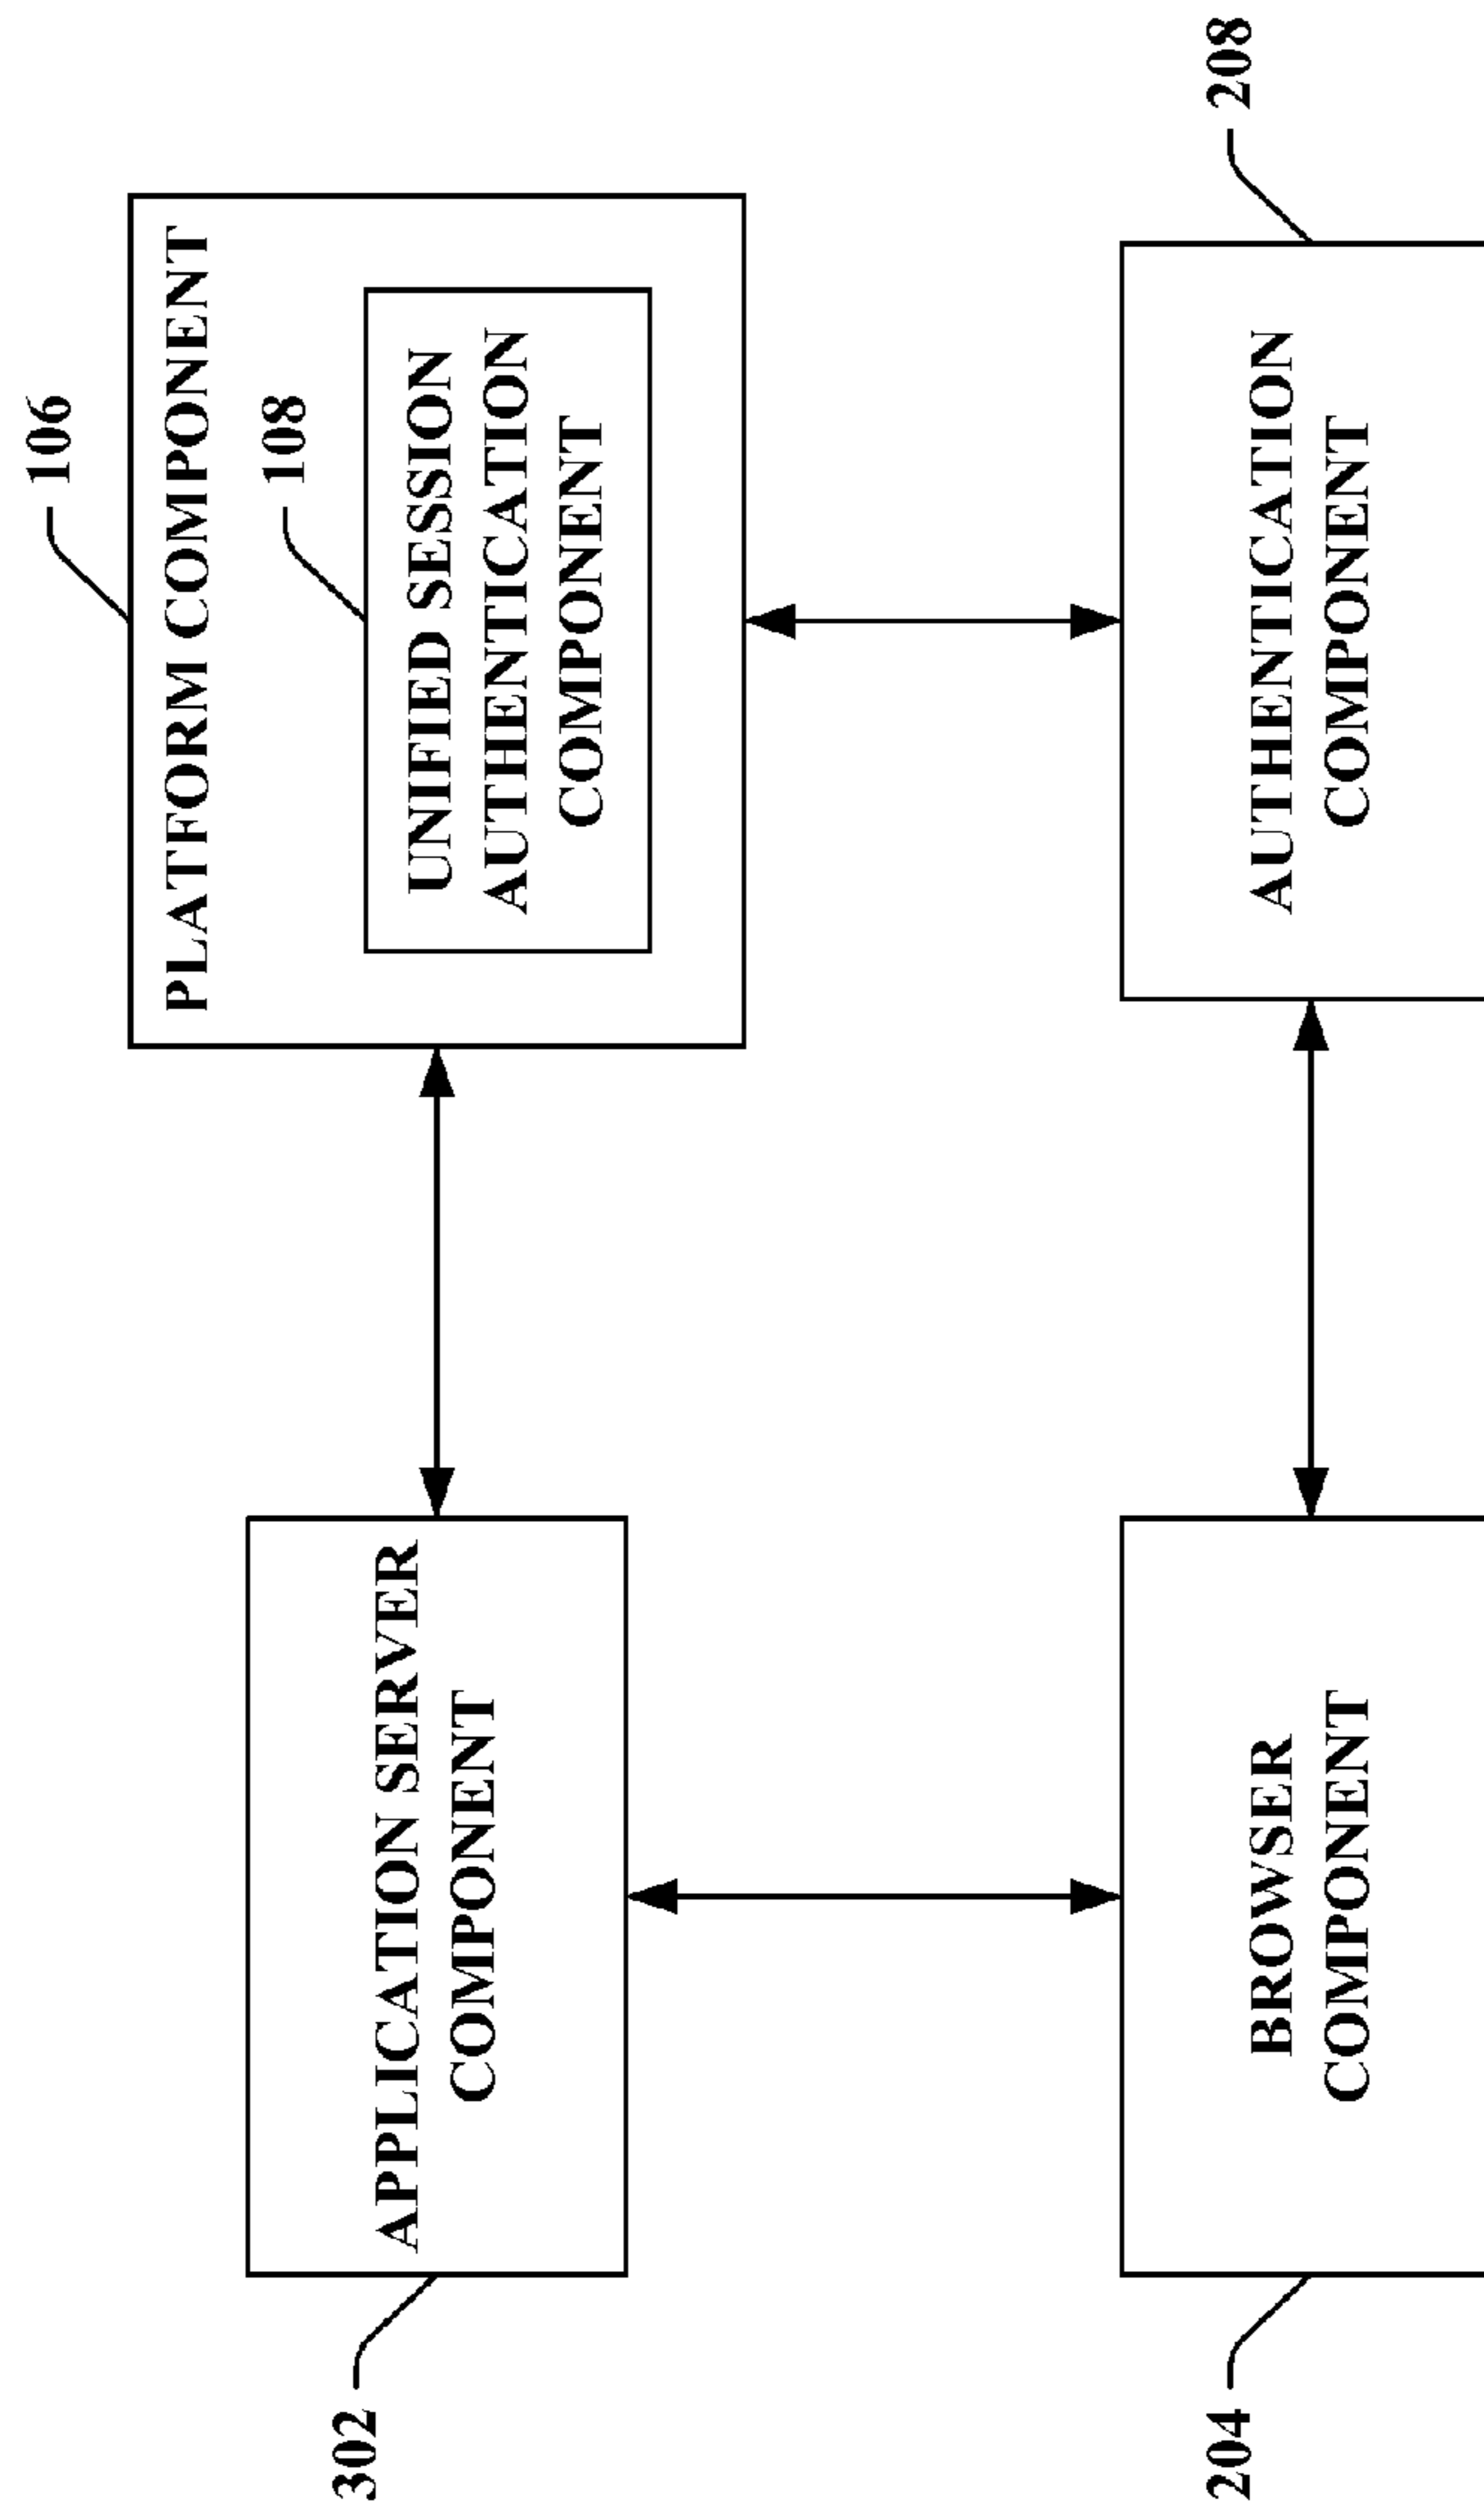 106
PLATFORM COMPONENT
108
UNIFIED SESSION
AUTHENTICATION
COMPONENT
302
APPLICATION SERVER
COMPONENT
204
BROWSER
COMPONENT
208
AUTHENTICATION
COMPONENT